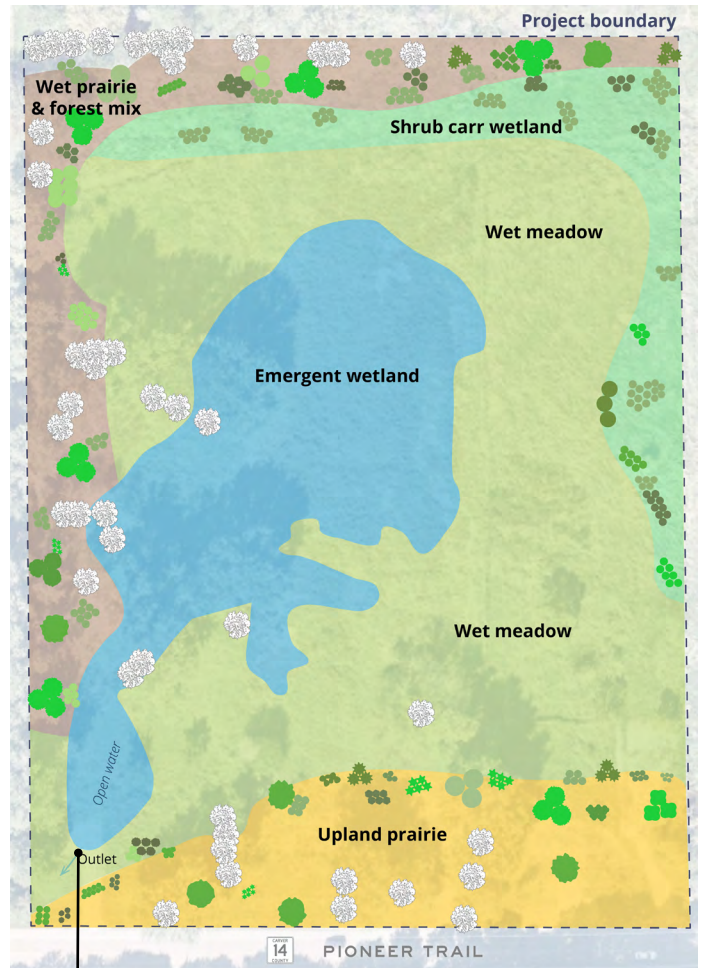 Project boundary
Wet prairie
& forest mix
Shrub carr wetland
Wet meadow
Emergent wetland
Wet meadow
Open water
Upland prairie
Outlet
CARVER
14
COUNTY
PIONEER TRAIL